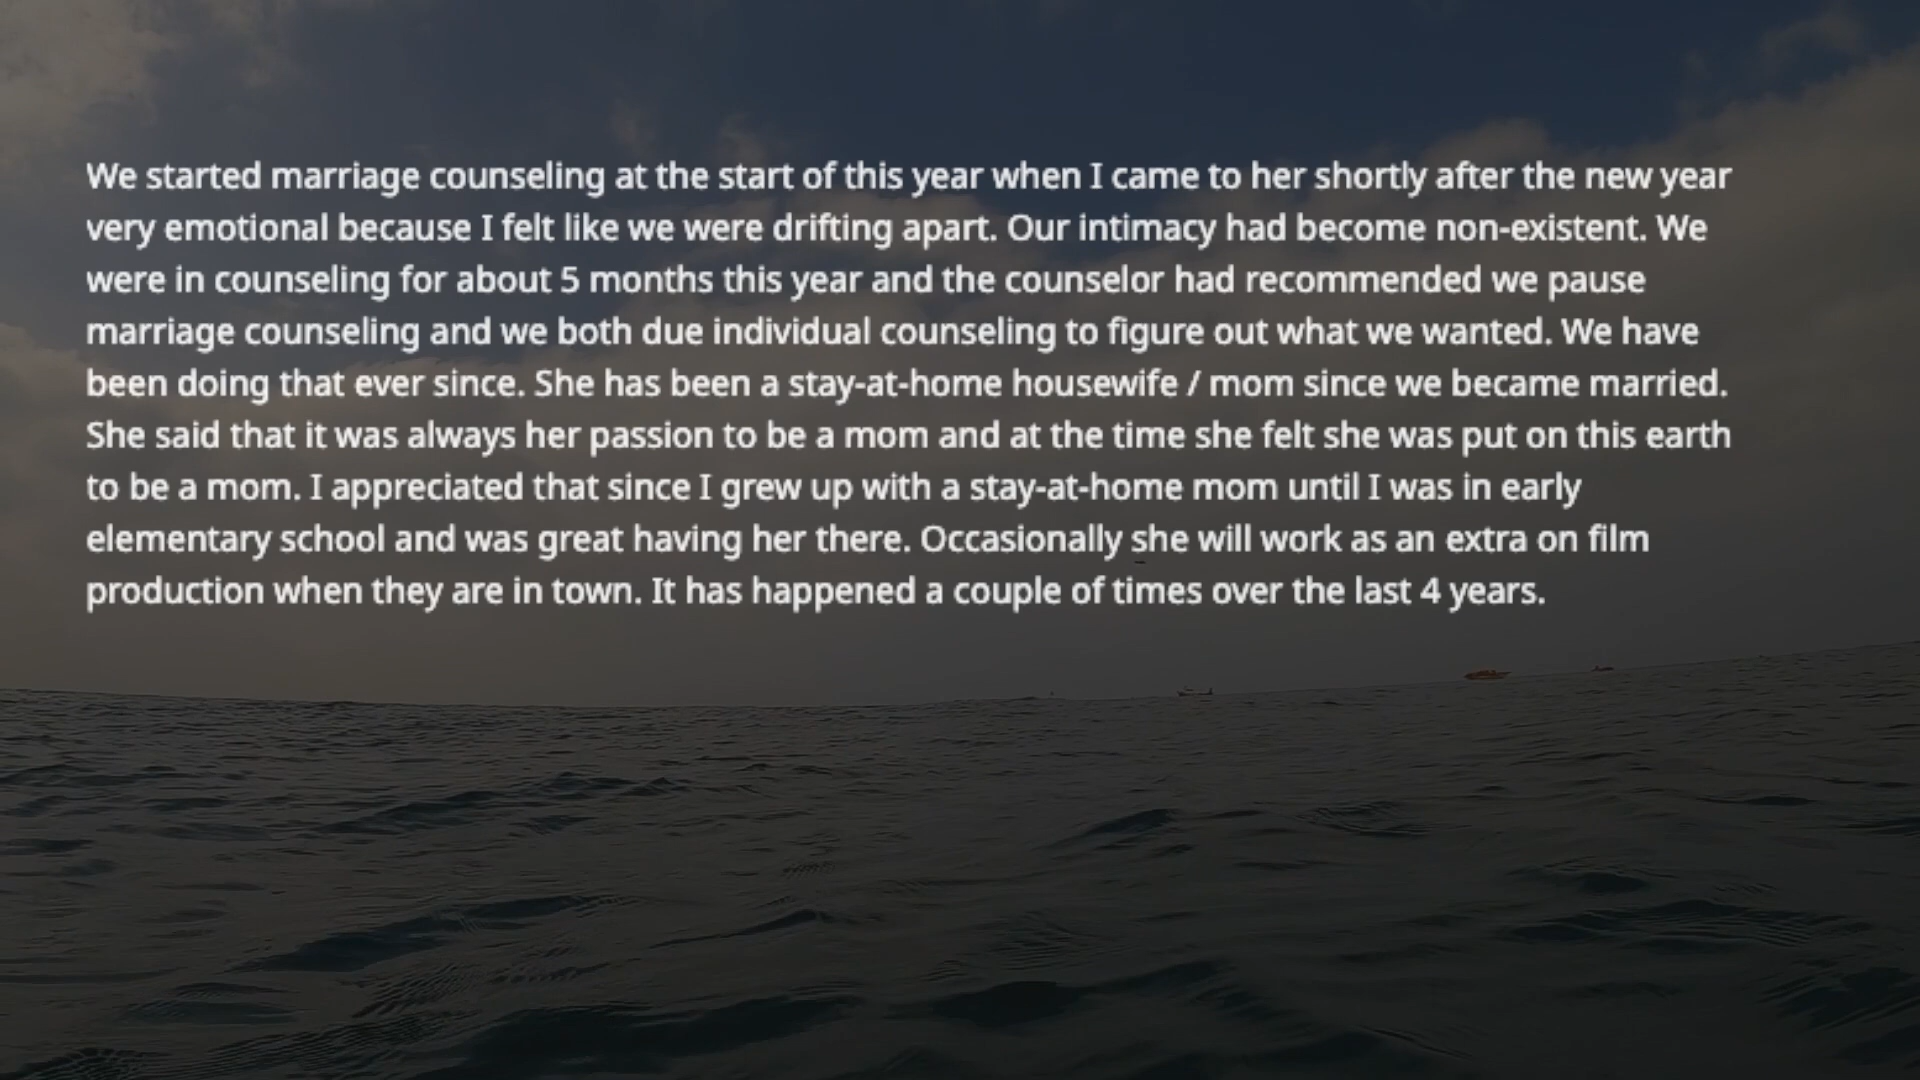 We started marriage counseling at the start of this year when I came to her shortly after the new year
very emotional because I felt like we were drifting apart. Our intimacy had become non-existent. We
were in counseling for about 5 months this year and the counselor had recommended we pause
marriage counseling and we both due individual counseling to figure out what we wanted. We have
been doing that ever since. She has been a stay-at-home housewife / mom since we became married.
She said that it was always her passion to be a mom and at the time she felt she was put on this earth
to be a mom. I appreciated that since I grew up with a stay-at-home mom until I was in early
elementary school and was great having her there. Occasionally she will work as an extra on film
production when they are in town. It has happened a couple of times over the last 4 years.